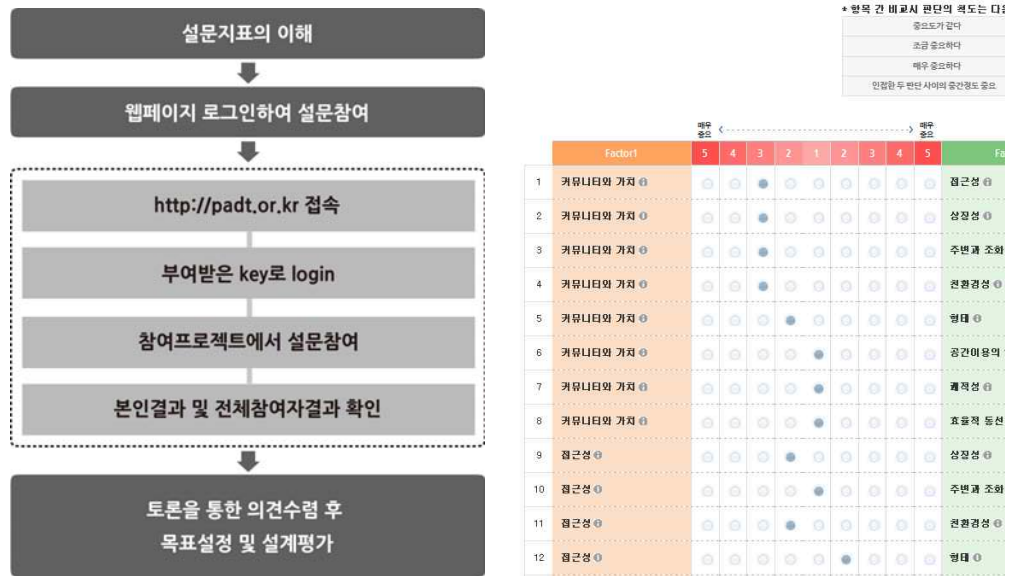 설문지표의 이해
웹페이지 로그인하여 설문참여
http://padt.or.kr 접속
부여받은 key로 login
참여프로젝트에서 설문참여
본인결과 및 전체참여자결과 확인
토론을 통한 의견수렴 후
목표설정 및 설계평가
* 항목 간 비교시 판단의 척도는 다음
중요도가 같다
조금 중요하다
매우 중요하다
인접한 두 판단 사이의 중간정도 중요
매우 매우
중요 중요
Factor1 5 4 3 2 1 2 3 4 5 Fa
1 커뮤니티와 가치 접근성
2 커뮤니티와 가치 상징성
3 커뮤니티와 가치 주변과 조화
4 커뮤니티와 가치 친환경성
5 커뮤니티와 가치 형태
6 커뮤니티와 가치 공간이용의
7 커뮤니티와 가치 쾌적성
8 커뮤니티와 가치 효율적 동선
9 접근성 상징성
10 접근성 주변과 조화
11 접근성 친환경성
12 접근성 형태